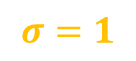 σ = 1